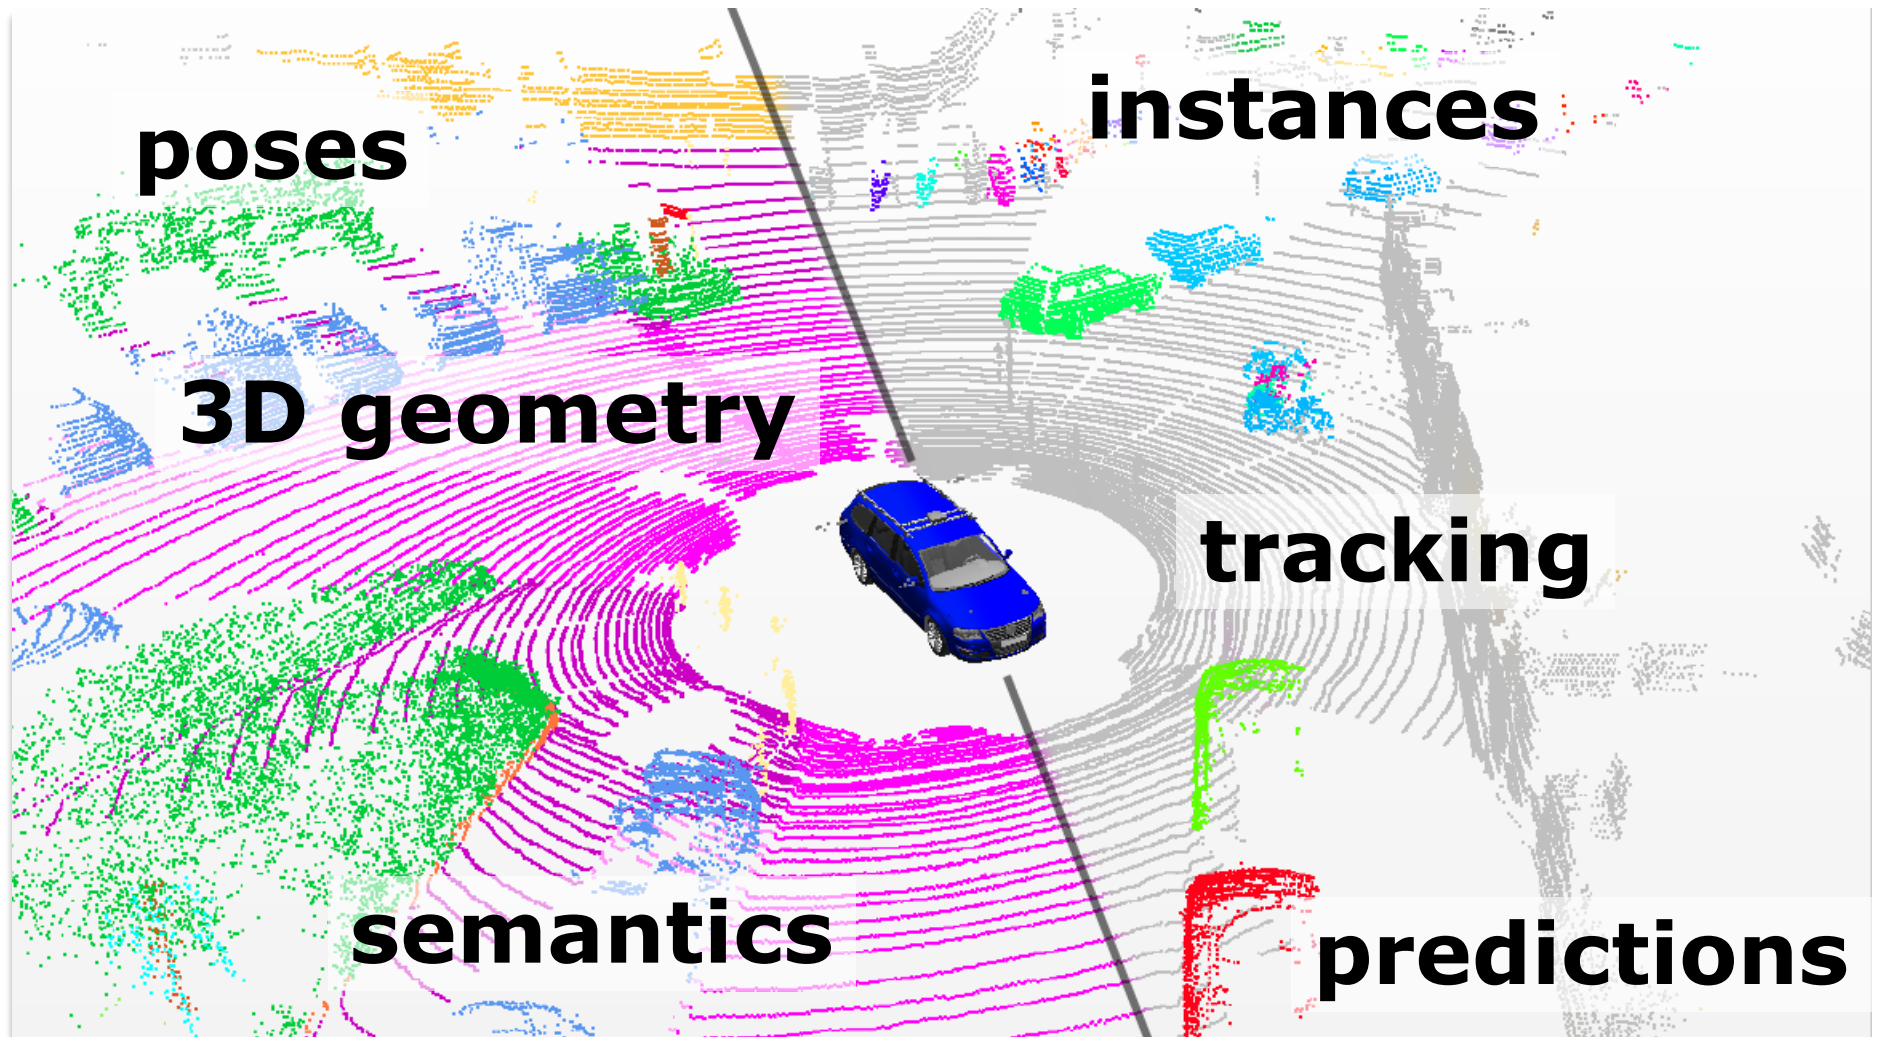 poses
instances
3D geometry
tracking
semantics
predictions